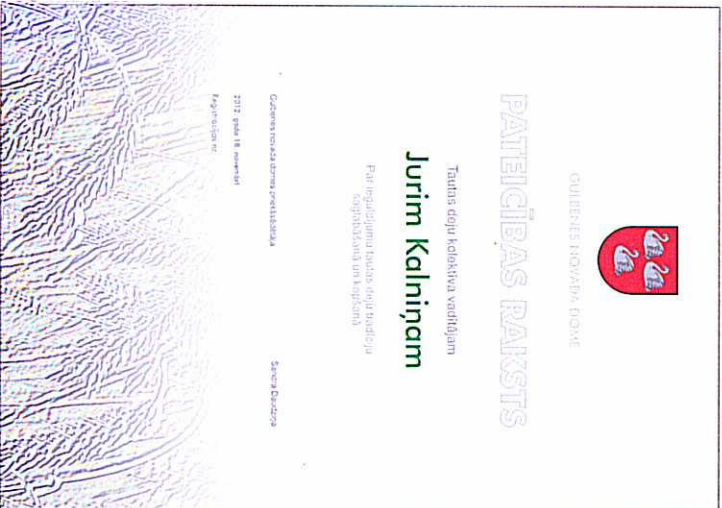 GULBENES NOVADA DOME
PATEICĪBAS RAKSTS
Tautas deju kolektīva vadītājam
Jurim Kalniņam
Par ieguldījumu tautas deju tradīciju
saglabāšanā un kopšanā
Gulbenes novada domes priekšsēdētāja
Sandra Daudziņa
2012. gada 18. novembrī
Reģistrācijas nr.